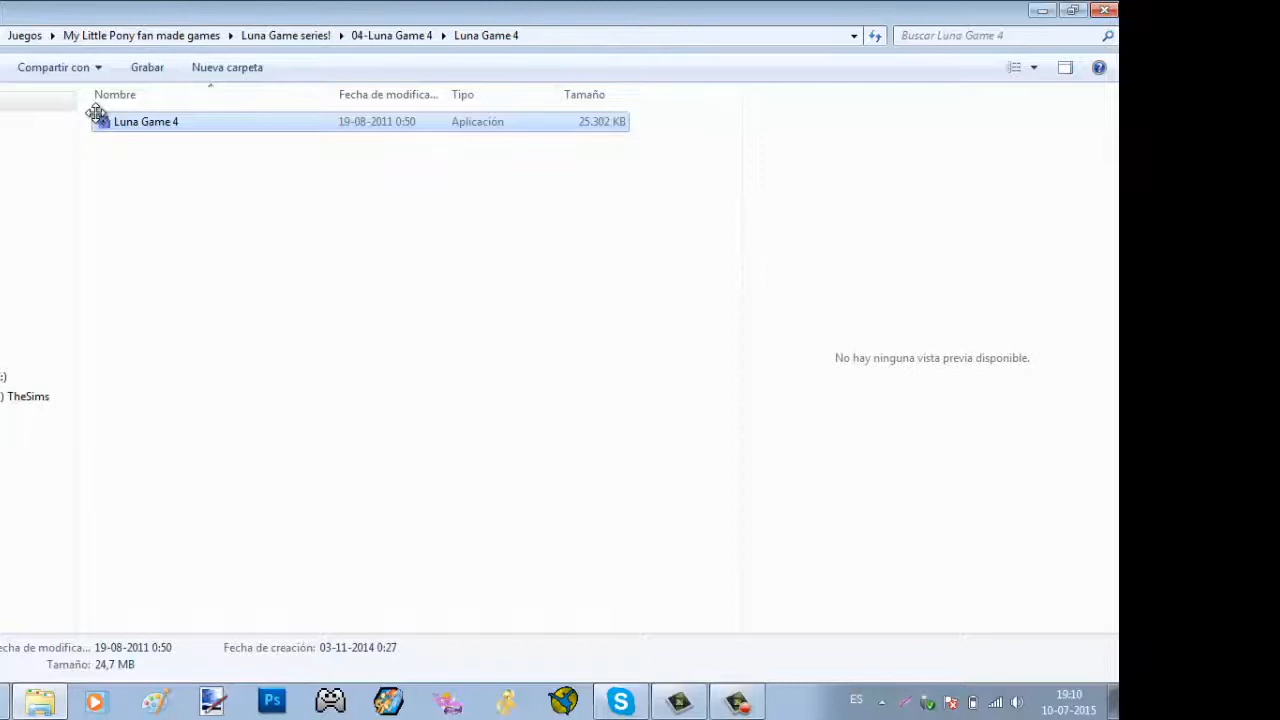 Juegos My Little Pony fan made games Luna Game series! 04-Luna Game 4 Luna Game 4 Buscar Luna Game 4
Compartir con Grabar Nueva carpeta
Nombre Fecha de modifica... Tipo Tamaño
Luna Game 4 19-08-2011 0:50 Aplicación 25.302 KB
No hay ninguna vista previa disponible.
:)
) TheSims
echa de modifica... 19-08-2011 0:50 Fecha de creación: 03-11-2014 0:27
Tamaño: 24,7 MB
Ps
ES
19:10
10-07-2015